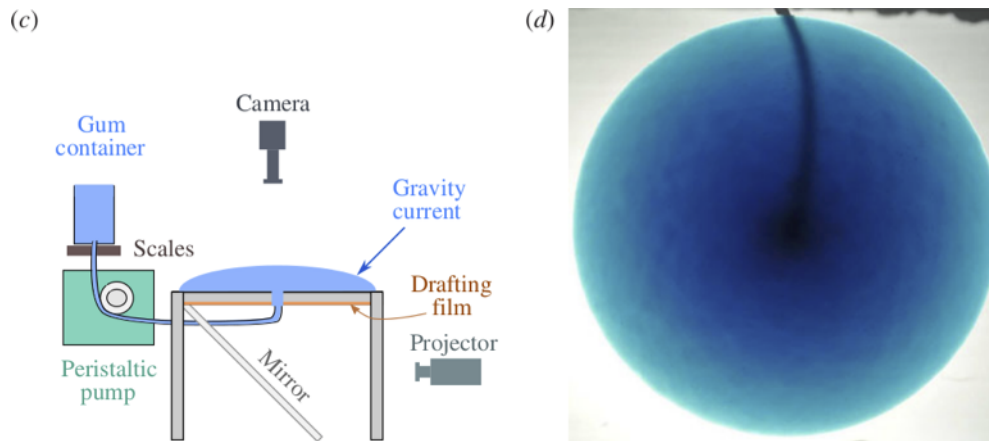 (c)
(d)
Camera
Gum
container
Gravity
current
Scales
Drafting
film
Projector
Mirror
Peristaltic
pump